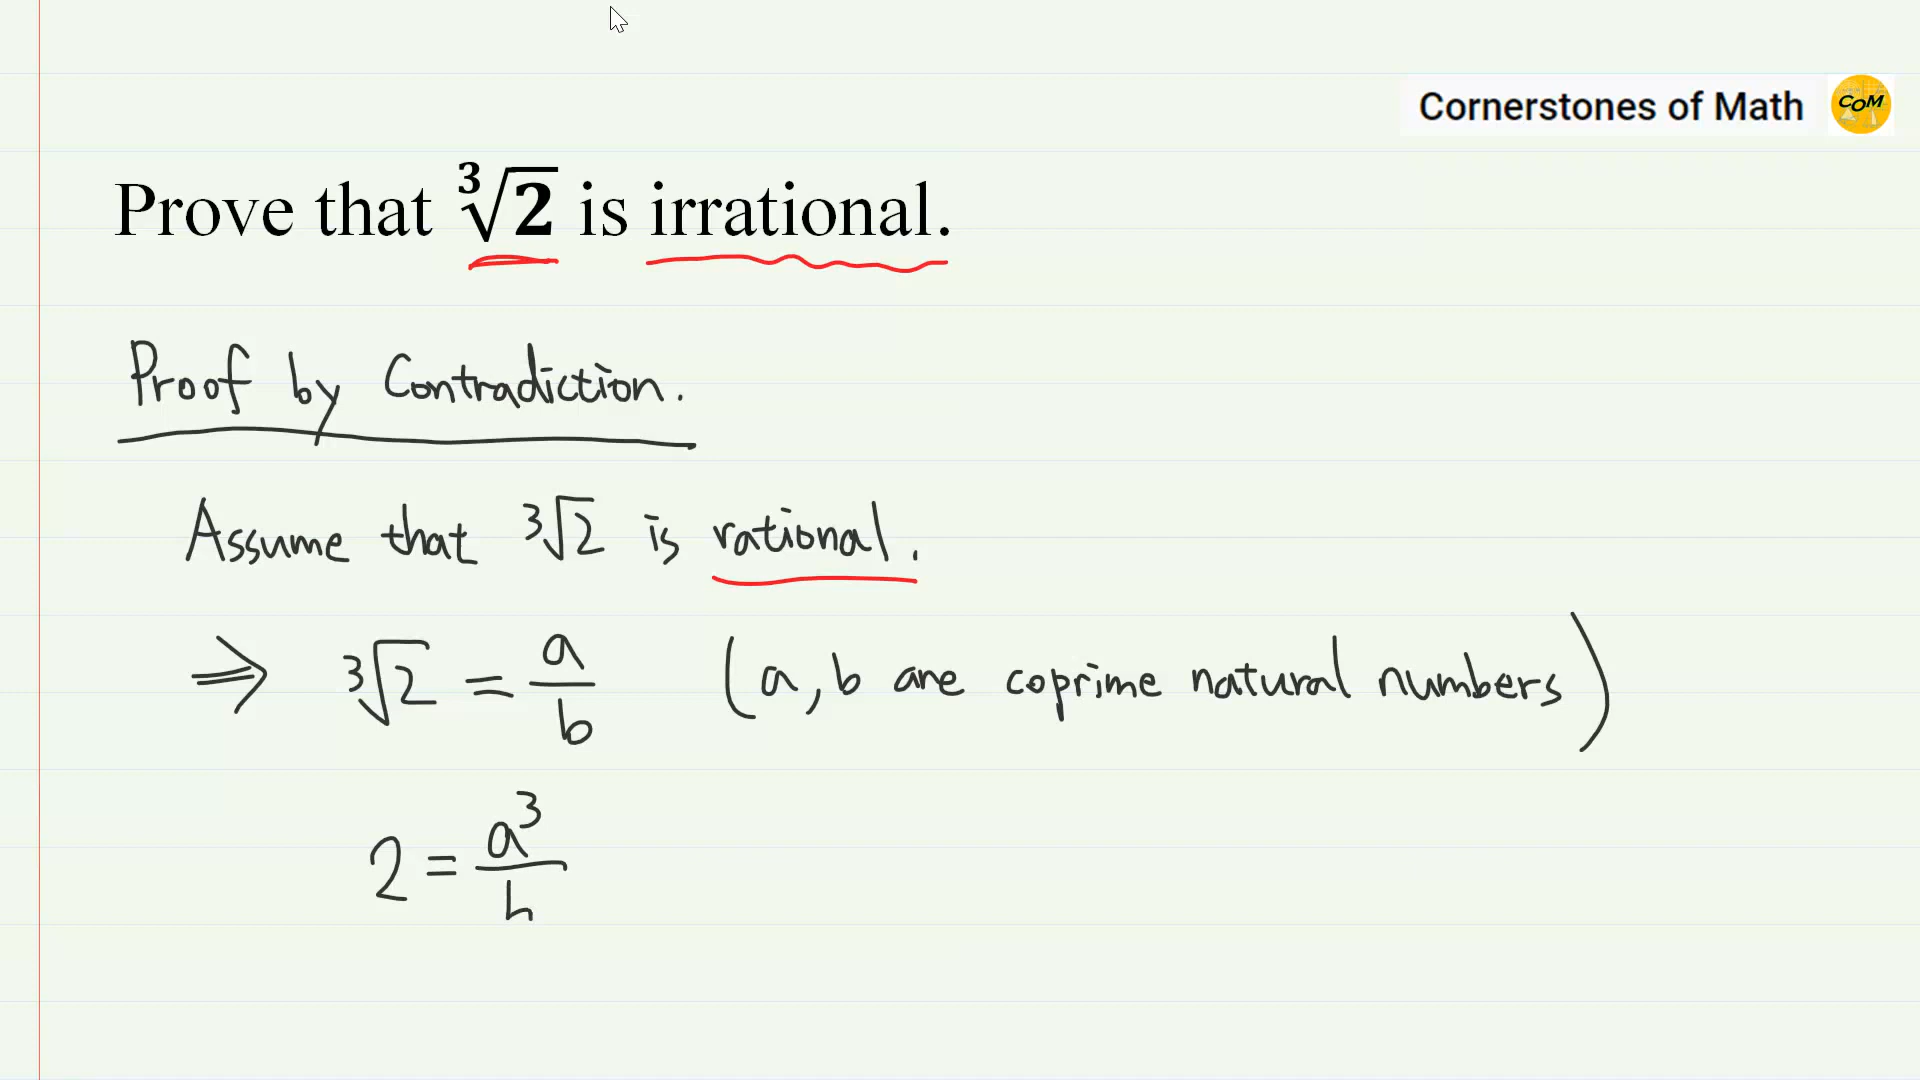 Cornerstones of Math COM
Prove that ∛2 is irrational.
Proof by Contradiction.
Assume that ∛2 is rational.
⇒ ∛2 = a/b (a, b are coprime natural numbers)
2 = a³/